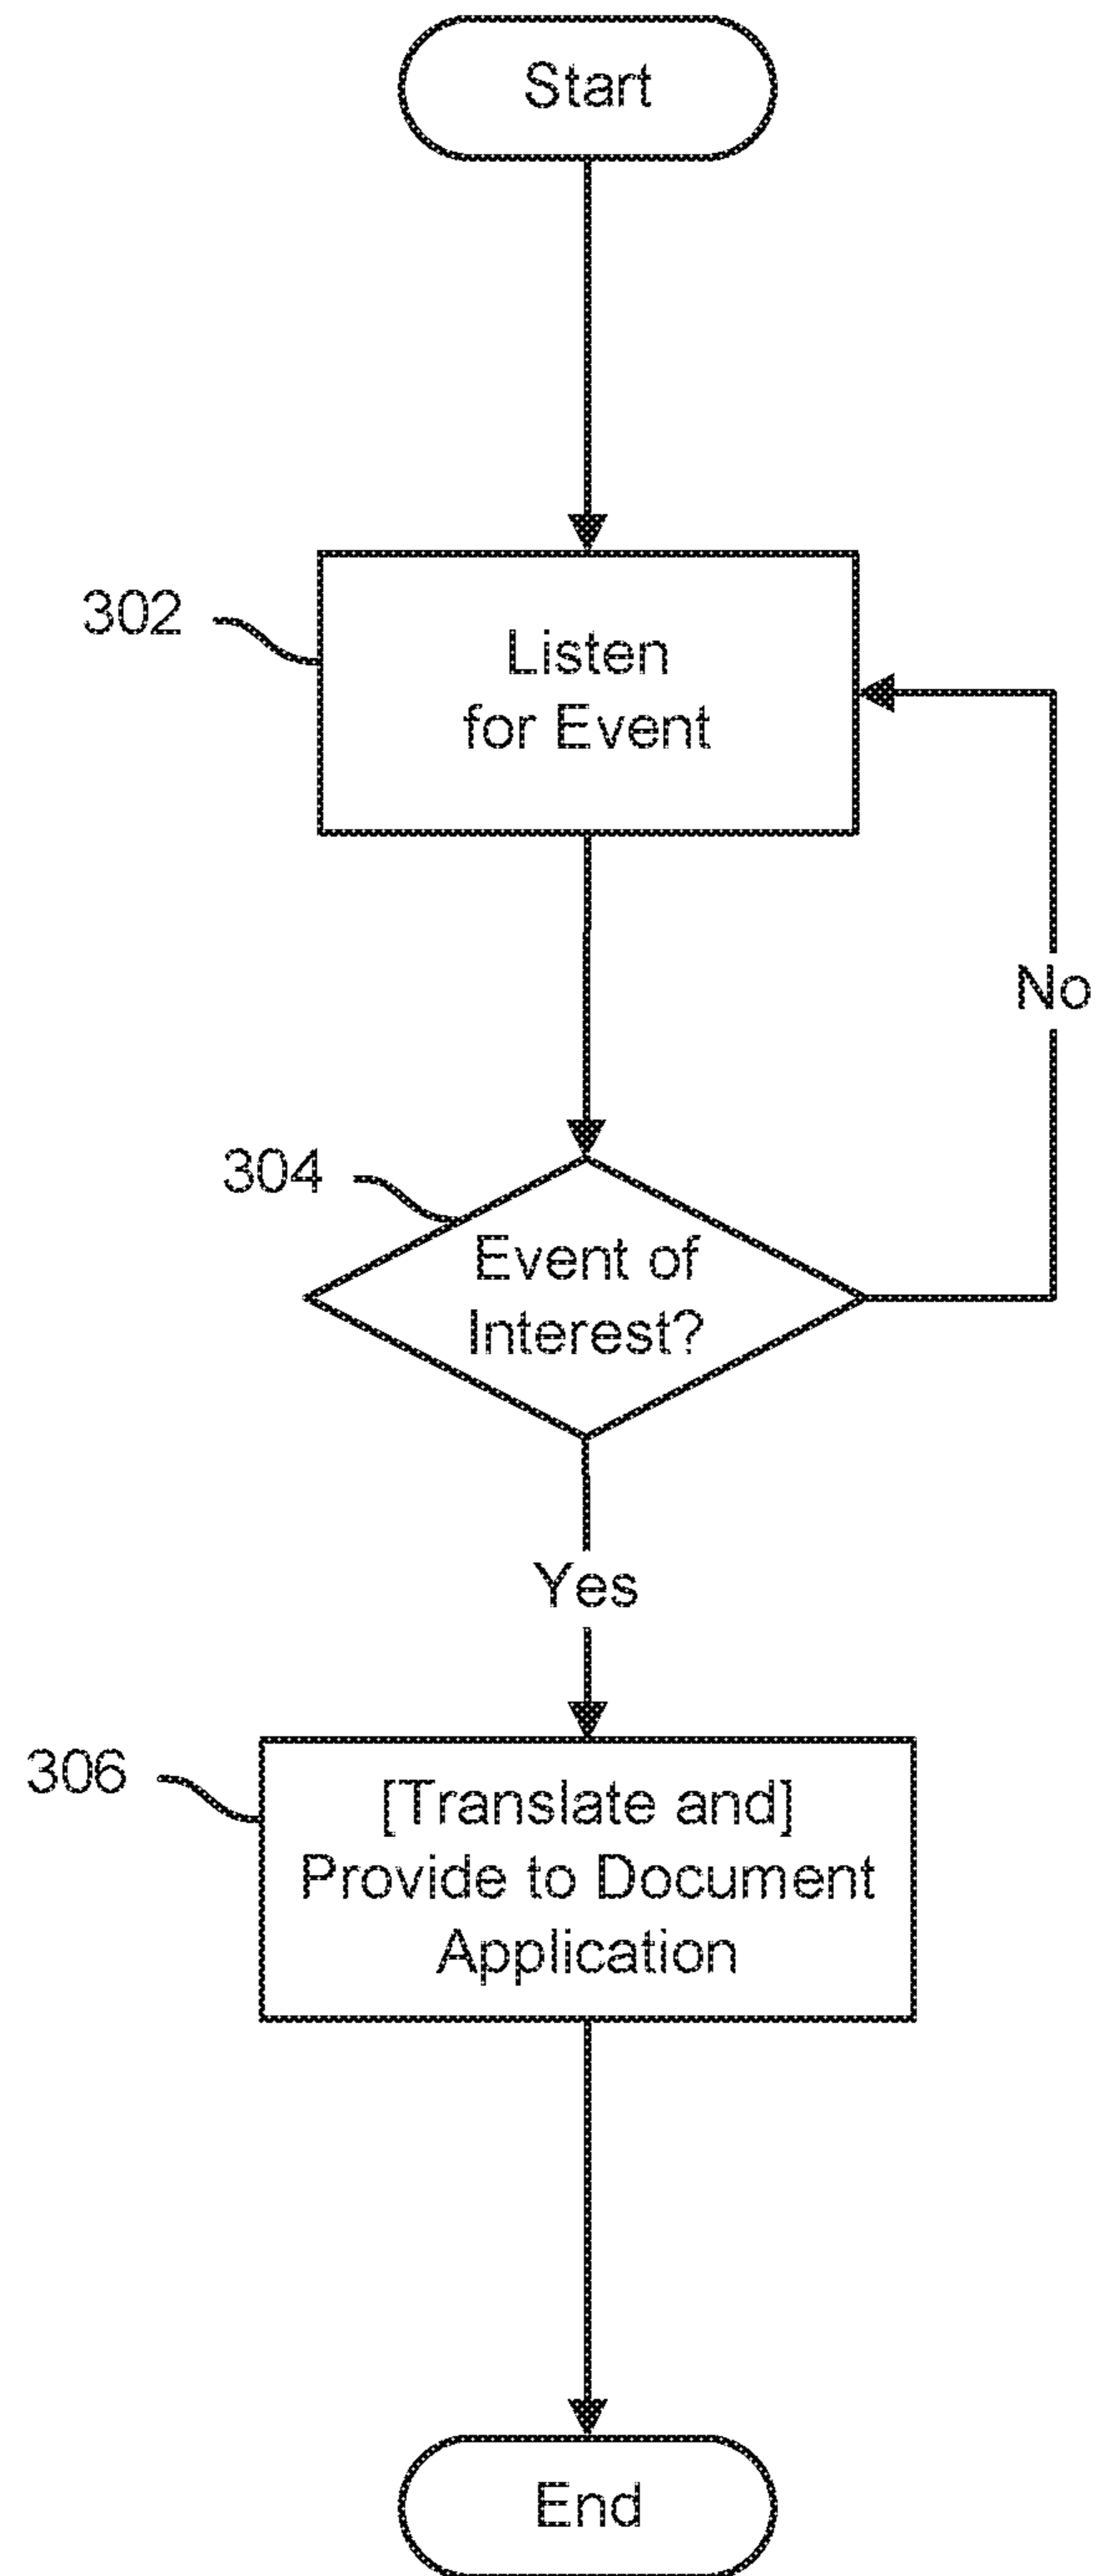 Start
302
Listen
for Event
No
304
Event of
Interest?
Yes
306
[Translate and]
Provide to Document
Application
End